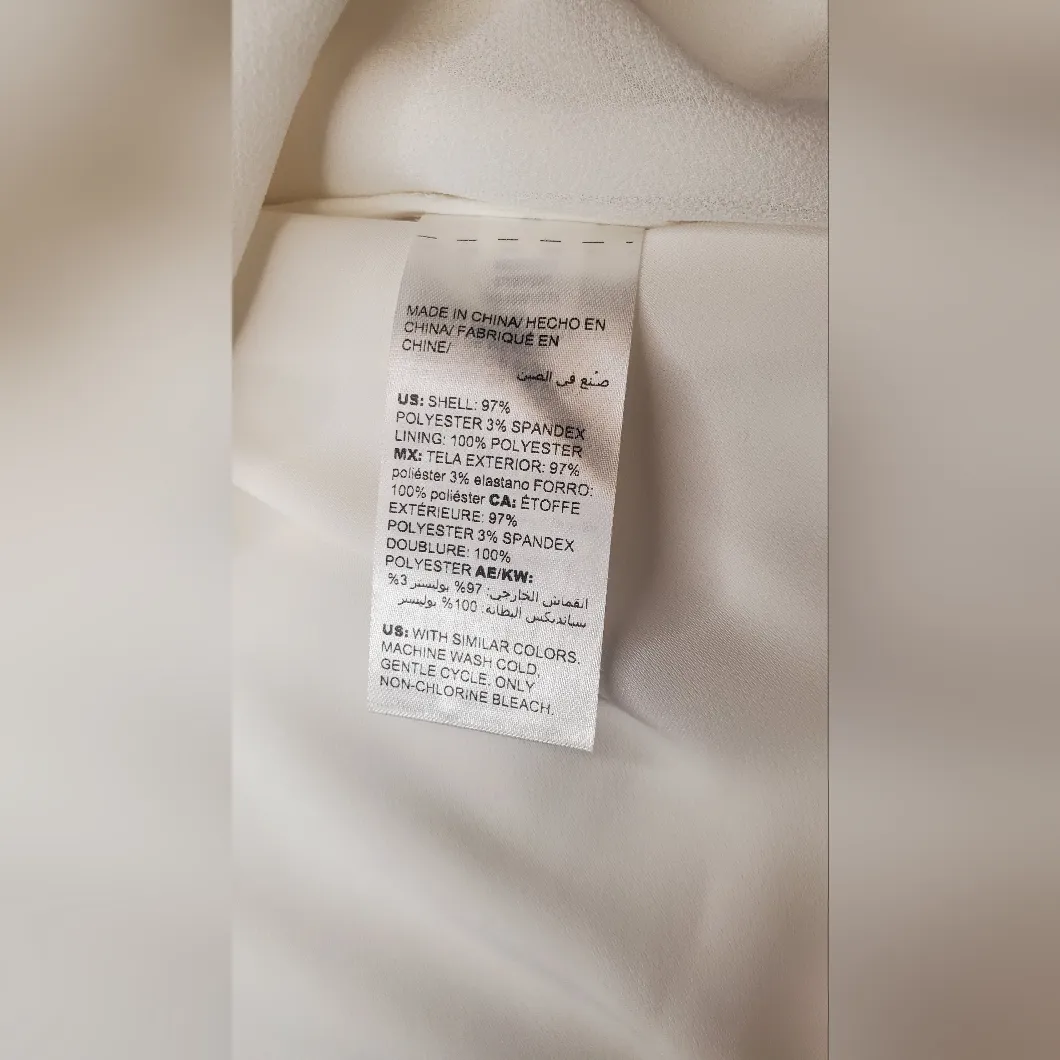 MADE IN CHINA/ HECHO EN
CHINA/ FABRIQUÉ EN
CHINE/
صُنع في الصين
US: SHELL: 97%
POLYESTER 3% SPANDEX
LINING: 100% POLYESTER
MX: TELA EXTERIOR: 97%
poliéster 3% elastano FORRO:
100% poliéster CA: ÉTOFFE
EXTÉRIEURE: 97%
POLYESTER 3% SPANDEX
DOUBLURE: 100%
POLYESTER AE/KW:
القماش الخارجي: 97% بوليستر 3%
سباندكس البطانة: 100% بوليستر
US: WITH SIMILAR COLORS.
MACHINE WASH COLD,
GENTLE CYCLE. ONLY
NON-CHLORINE BLEACH.